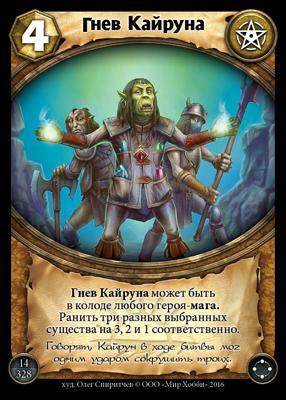 4
Гнев Кайруна
Гнев Кайруна может быть
в колоде любого героя-мага.
Ранить три разных выбранных
существа на 3, 2 и 1 соответственно.
Говорят, Кайрун в ходе битвы мог
одним ударом сокрушить троих.
14
328
худ. Олег Спиритчев © ООО «Мир Хобби» 2016